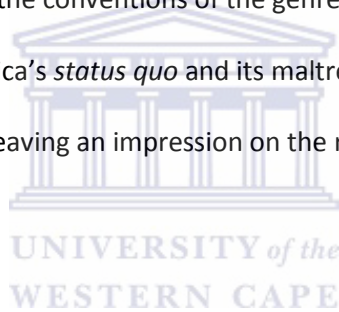 the conventions of the genre
ca's status quo and its maltre
eaving an impression on the r
UNIVERSITY of the
WESTERN CAPE